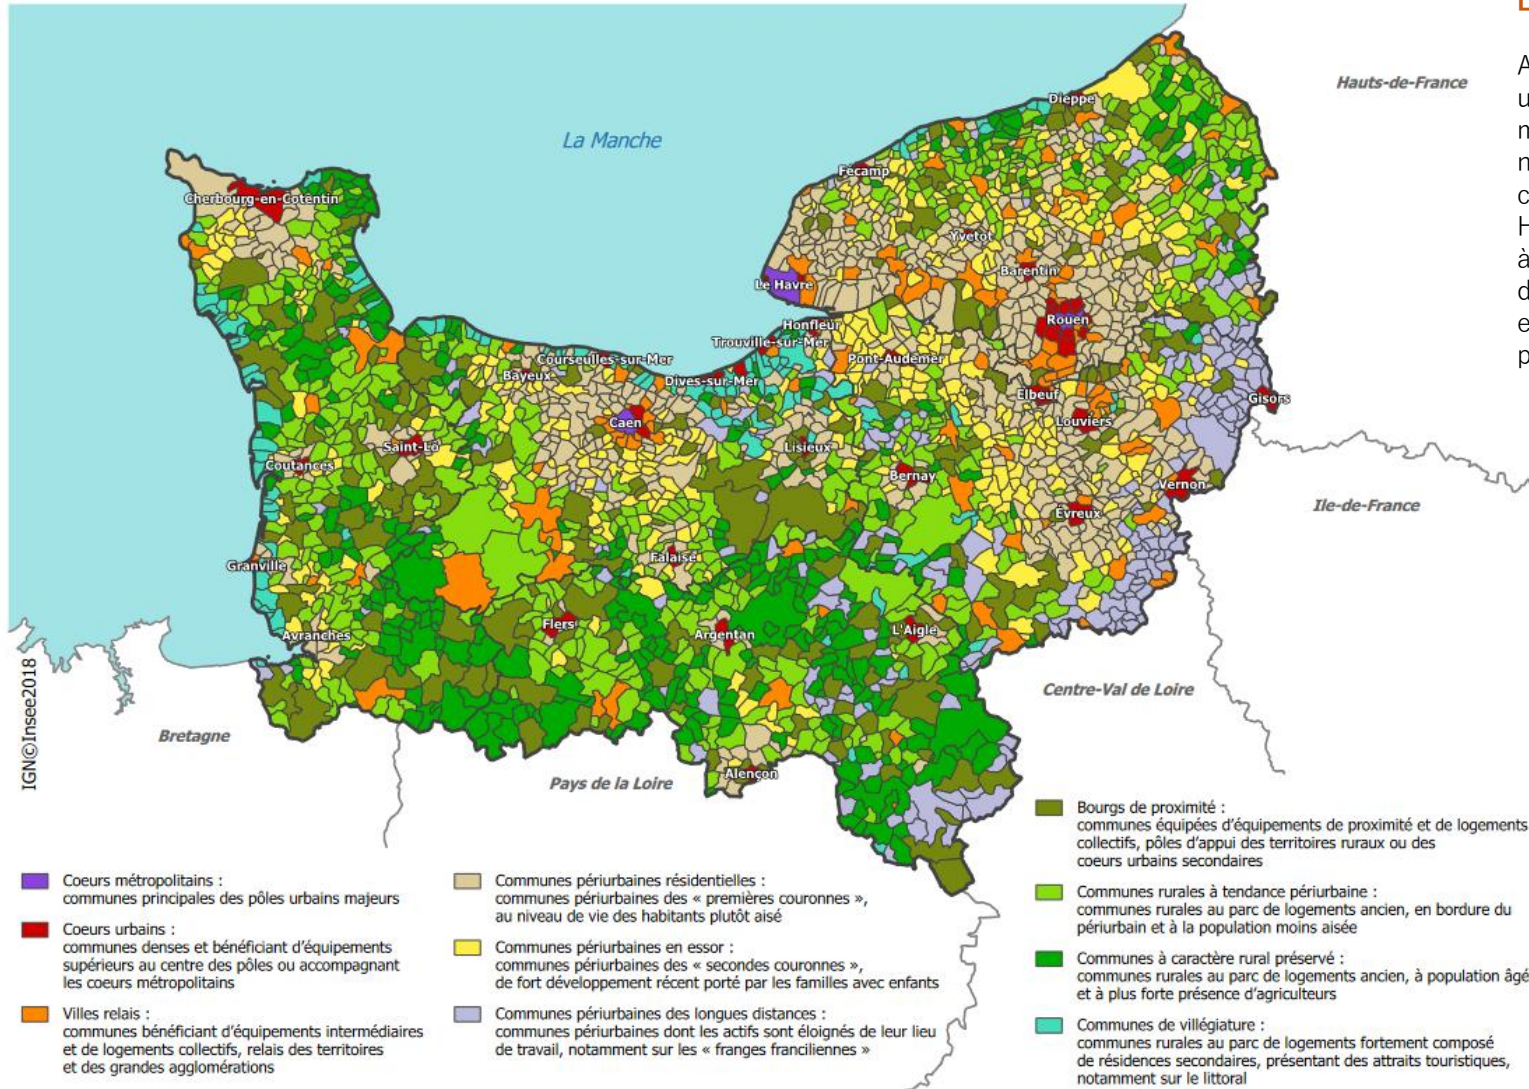 Hauts-de-France
La Manche
Dieppe
Fécamp
Cherbourg-en-Cotentin
Yvetot
Barentin
Le Havre
Rouen
Honfleur
Trouville-sur-Mer
Courseulles-sur-Mer
Pont-Audemer
Bayeux
Dives-sur-Mer
Elbeuf
Gisors
Caen
Louviers
Saint-Lô
Lisieux
Coutances
Bernay
Vernon
Évreux
Ile-de-France
Falaise
Granville
Flers
Argentan
L'Aigle
Avranches
Centre-Val de Loire
Bretagne
Pays de la Loire
Alençon
IGN©Insee2018
Coeurs métropolitains :
communes principales des pôles urbains majeurs
Coeurs urbains :
communes denses et bénéficiant d'équipements
supérieurs au centre des pôles ou accompagnant
les coeurs métropolitains
Villes relais :
communes bénéficiant d'équipements intermédiaires
et de logements collectifs, relais des territoires
et des grandes agglomérations
Communes périurbaines résidentielles :
communes périurbaines des « premières couronnes »,
au niveau de vie des habitants plutôt aisé
Communes périurbaines en essor :
communes périurbaines des « secondes couronnes »,
de fort développement récent porté par les familles avec enfants
Communes périurbaines des longues distances :
communes périurbaines dont les actifs sont éloignés de leur lieu
de travail, notamment sur les « franges franciliennes »
Bourgs de proximité :
communes équipées d'équipements de proximité et de logements
collectifs, pôles d'appui des territoires ruraux ou des
coeurs urbains secondaires
Communes rurales à tendance périurbaine :
communes rurales au parc de logements ancien, en bordure du
périurbain et à la population moins aisée
Communes à caractère rural préservé :
communes rurales au parc de logements ancien, à population âgé
et à plus forte présence d'agriculteurs
Communes de villégiature :
communes rurales au parc de logements fortement composé
de résidences secondaires, présentant des attraits touristiques,
notamment sur le littoral